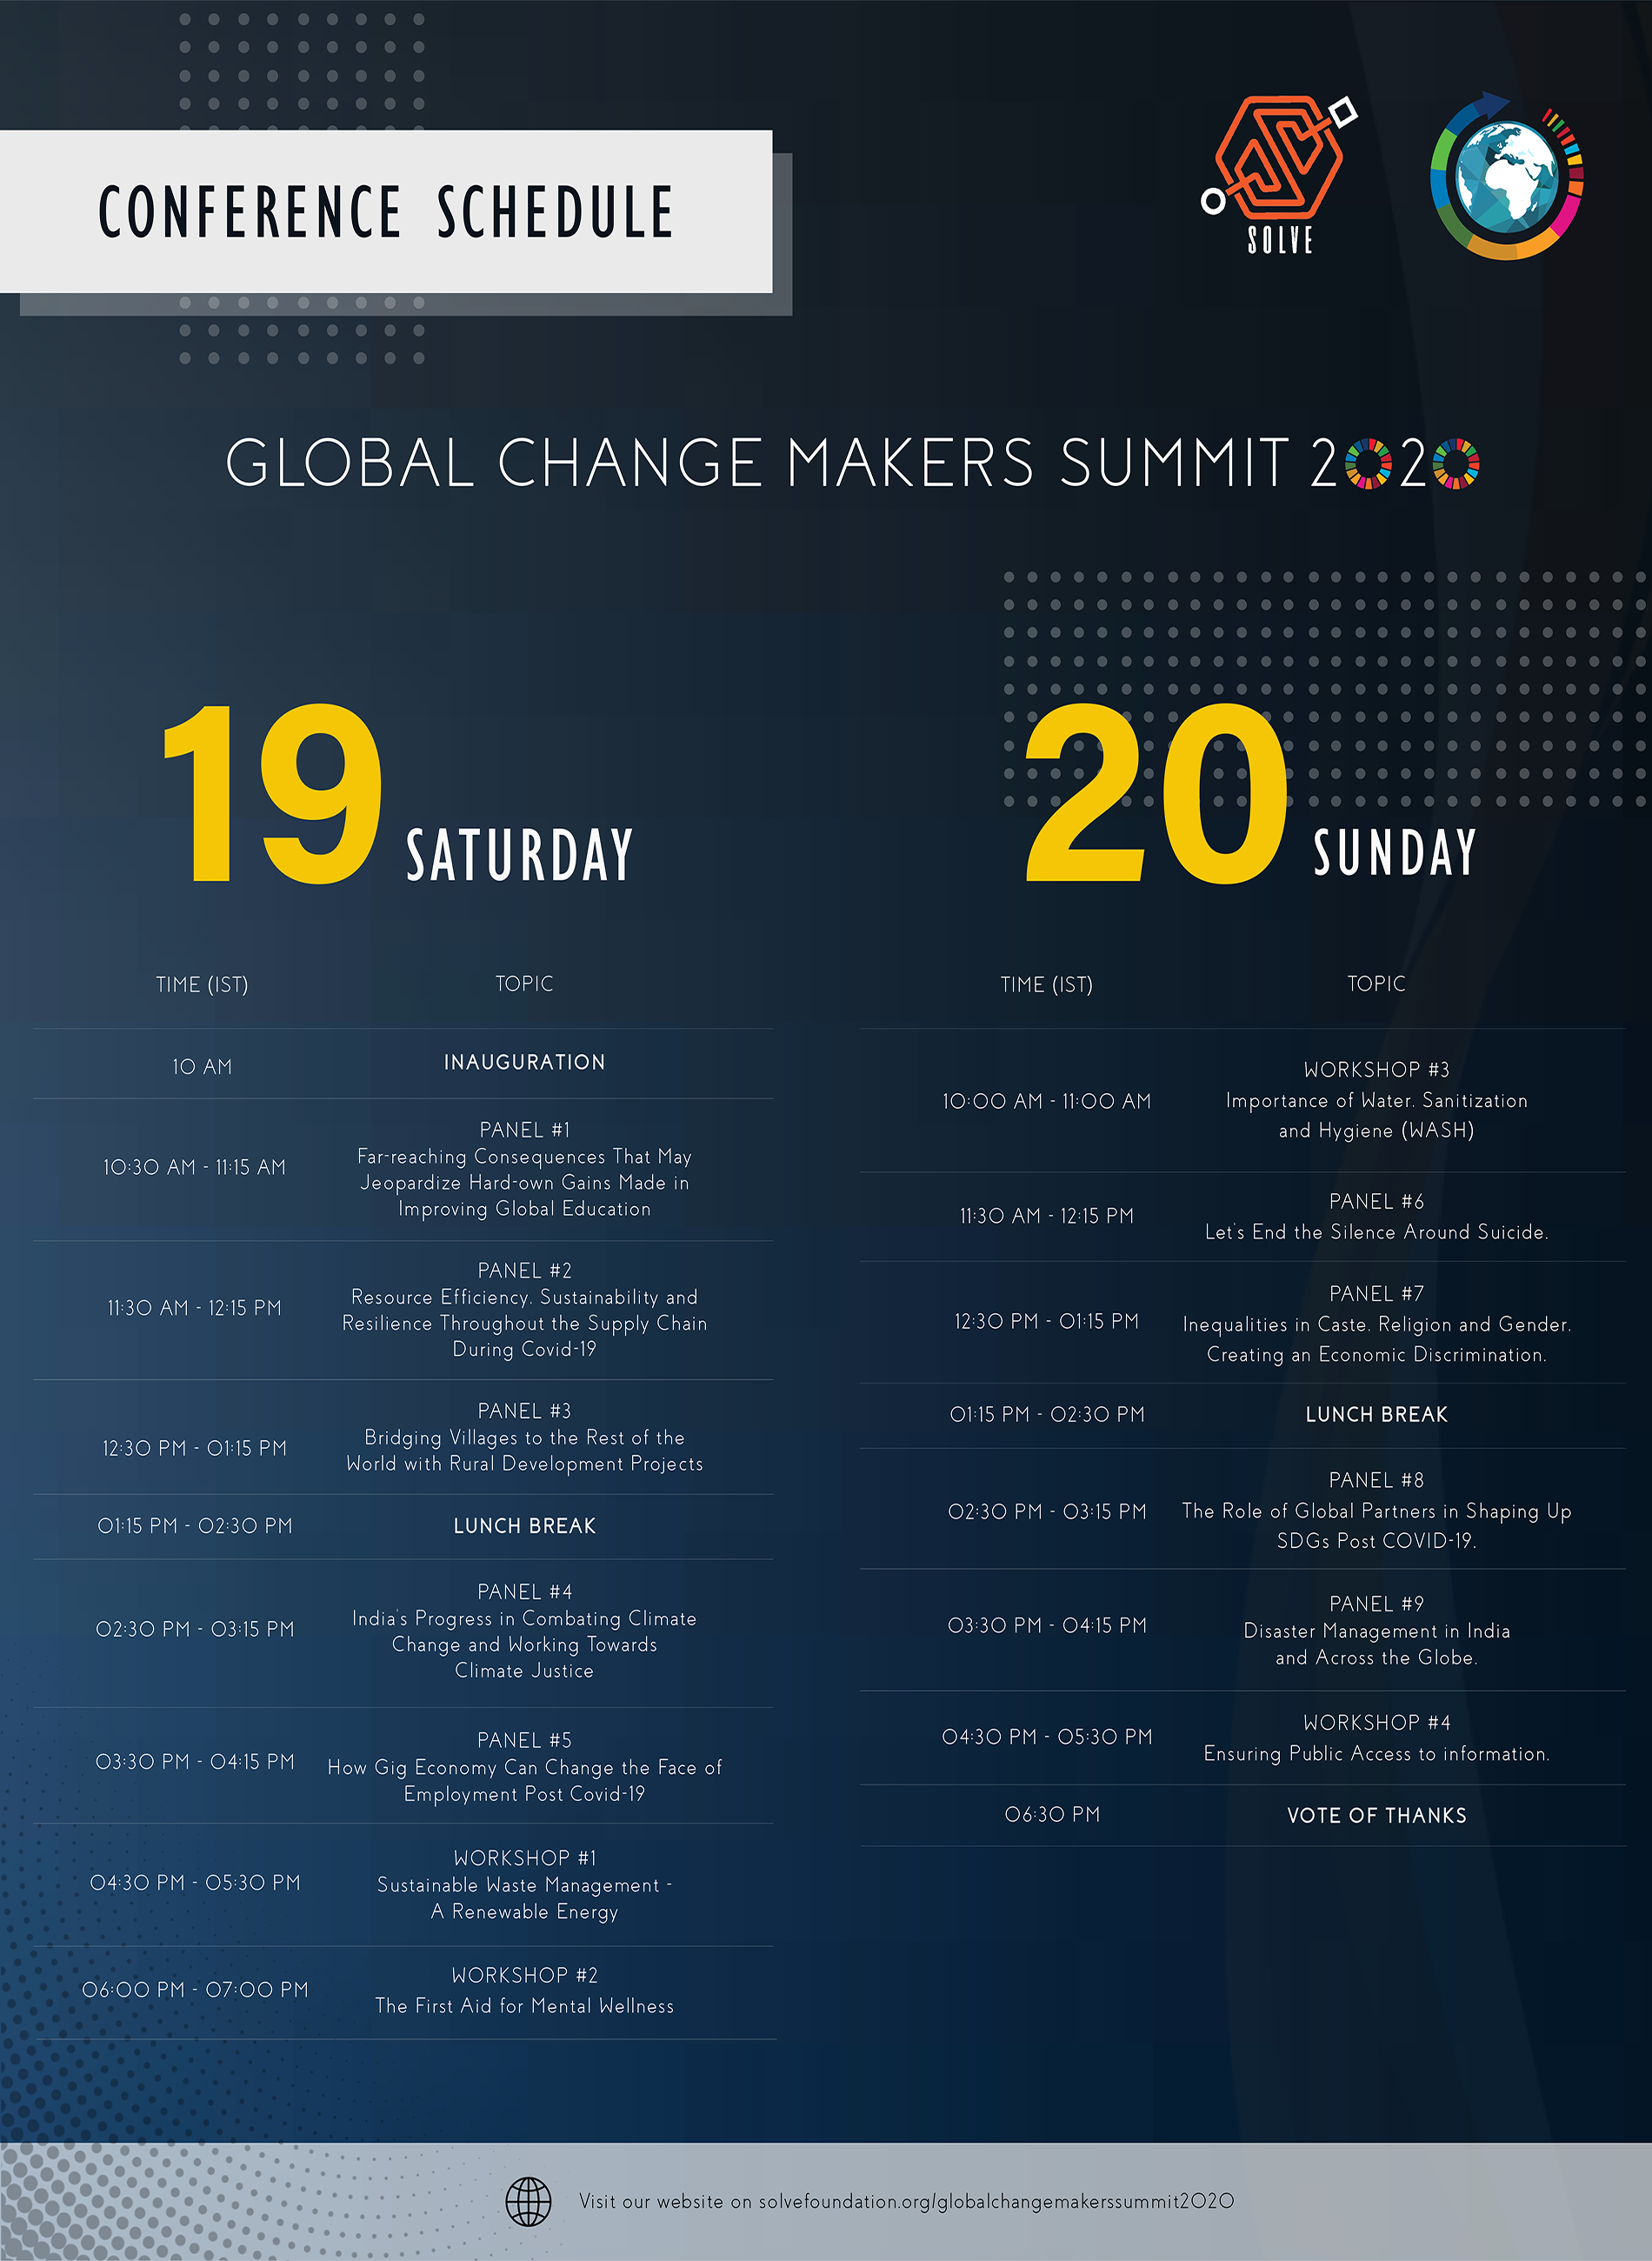 CONFERENCE SCHEDULE
SOLVE
GLOBAL CHANGE MAKERS SUMMIT 2020
19 SATURDAY
TIME (IST) TOPIC
10 AM INAUGURATION
PANEL #1
10:30 AM - 11:15 AM
Far-reaching Consequences That May
Jeopardize Hard-own Gains Made in
Improving Global Education
PANEL #2
11:30 AM - 12:15 PM
Resource Efficiency, Sustainability and
Resilience Throughout the Supply Chain
During Covid-19
PANEL #3
12:30 PM - 01:15 PM
Bridging Villages to the Rest of the
World with Rural Development Projects
01:15 PM - 02:30 PM LUNCH BREAK
PANEL #4
02:30 PM - 03:15 PM
India's Progress in Combating Climate
Change and Working Towards
Climate Justice
PANEL #5
03:30 PM - 04:15 PM
How Gig Economy Can Change the Face of
Employment Post Covid-19
WORKSHOP #1
04:30 PM - 05:30 PM
Sustainable Waste Management -
A Renewable Energy
WORKSHOP #2
06:00 PM - 07:00 PM
The First Aid for Mental Wellness
20 SUNDAY
TIME (IST) TOPIC
WORKSHOP #3
10:00 AM - 11:00 AM
Importance of Water, Sanitization
and Hygiene (WASH)
PANEL #6
11:30 AM - 12:15 PM
Let's End the Silence Around Suicide.
PANEL #7
12:30 PM - 01:15 PM
Inequalities in Caste, Religion and Gender,
Creating an Economic Discrimination.
01:15 PM - 02:30 PM LUNCH BREAK
PANEL #8
02:30 PM - 03:15 PM
The Role of Global Partners in Shaping Up
SDGs Post COVID-19.
PANEL #9
03:30 PM - 04:15 PM
Disaster Management in India
and Across the Globe.
WORKSHOP #4
04:30 PM - 05:30 PM
Ensuring Public Access to information.
06:30 PM VOTE OF THANKS
Visit our website on solvefoundation.org/globalchangemakerssummit2020